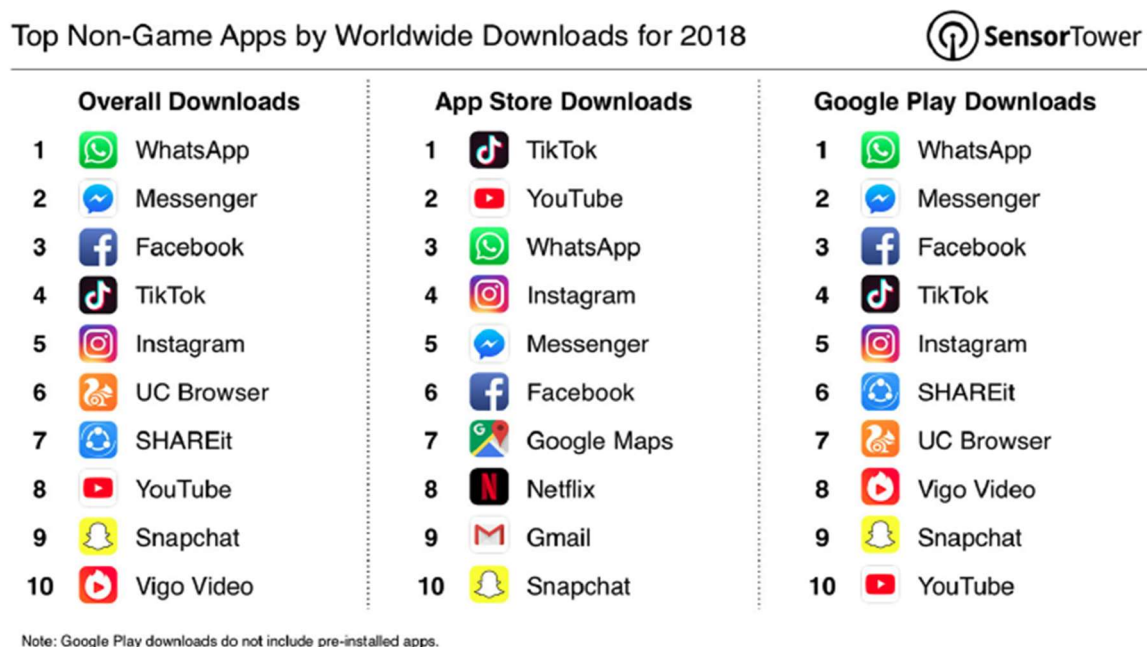 Top Non-Game Apps by Worldwide Downloads for 2018
SensorTower
Overall Downloads
1 WhatsApp
2 Messenger
3 Facebook
4 TikTok
5 Instagram
6 UC Browser
7 SHAREit
8 YouTube
9 Snapchat
10 Vigo Video
App Store Downloads
1 TikTok
2 YouTube
3 WhatsApp
4 Instagram
5 Messenger
6 Facebook
7 Google Maps
8 Netflix
9 Gmail
10 Snapchat
Google Play Downloads
1 WhatsApp
2 Messenger
3 Facebook
4 TikTok
5 Instagram
6 SHAREit
7 UC Browser
8 Vigo Video
9 Snapchat
10 YouTube
Note: Google Play downloads do not include pre-installed apps.